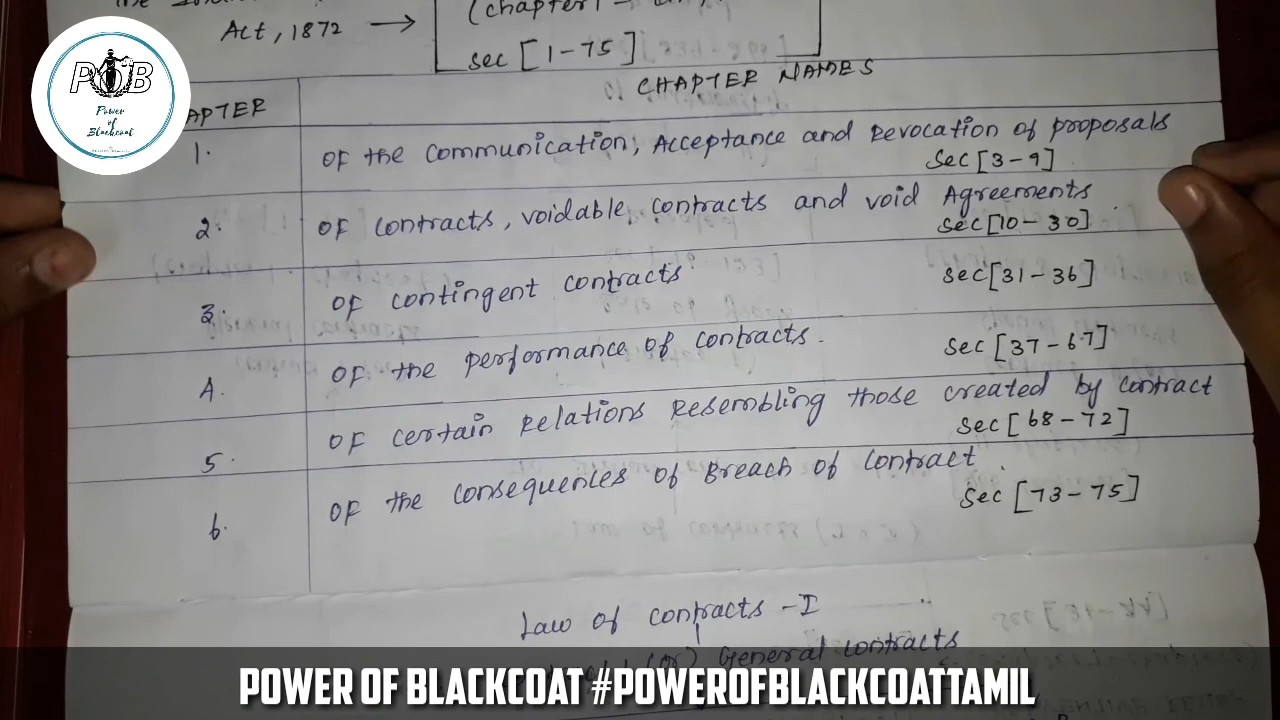 Act, 1872 →
sec [1-75]
CHAPTER NAMES
APTER
1. OF the communication, Acceptance and Revocation of proposals
sec [3-9]
2. OF contracts, voidable contracts and void Agreements
sec [10-30]
3. OF contingent contracts sec [31-36]
4. OF the performance of contracts. sec [37-67]
5. OF certain Relations Resembling those created by contract
sec [68-72]
6. OF the consequences of Breach of contract.
sec [73-75]
Law of contracts -I
(or) General contracts
POB
Power
of
Blackcoat
POWER OF BLACKCOAT #POWEROFBLACKCOATTAMIL